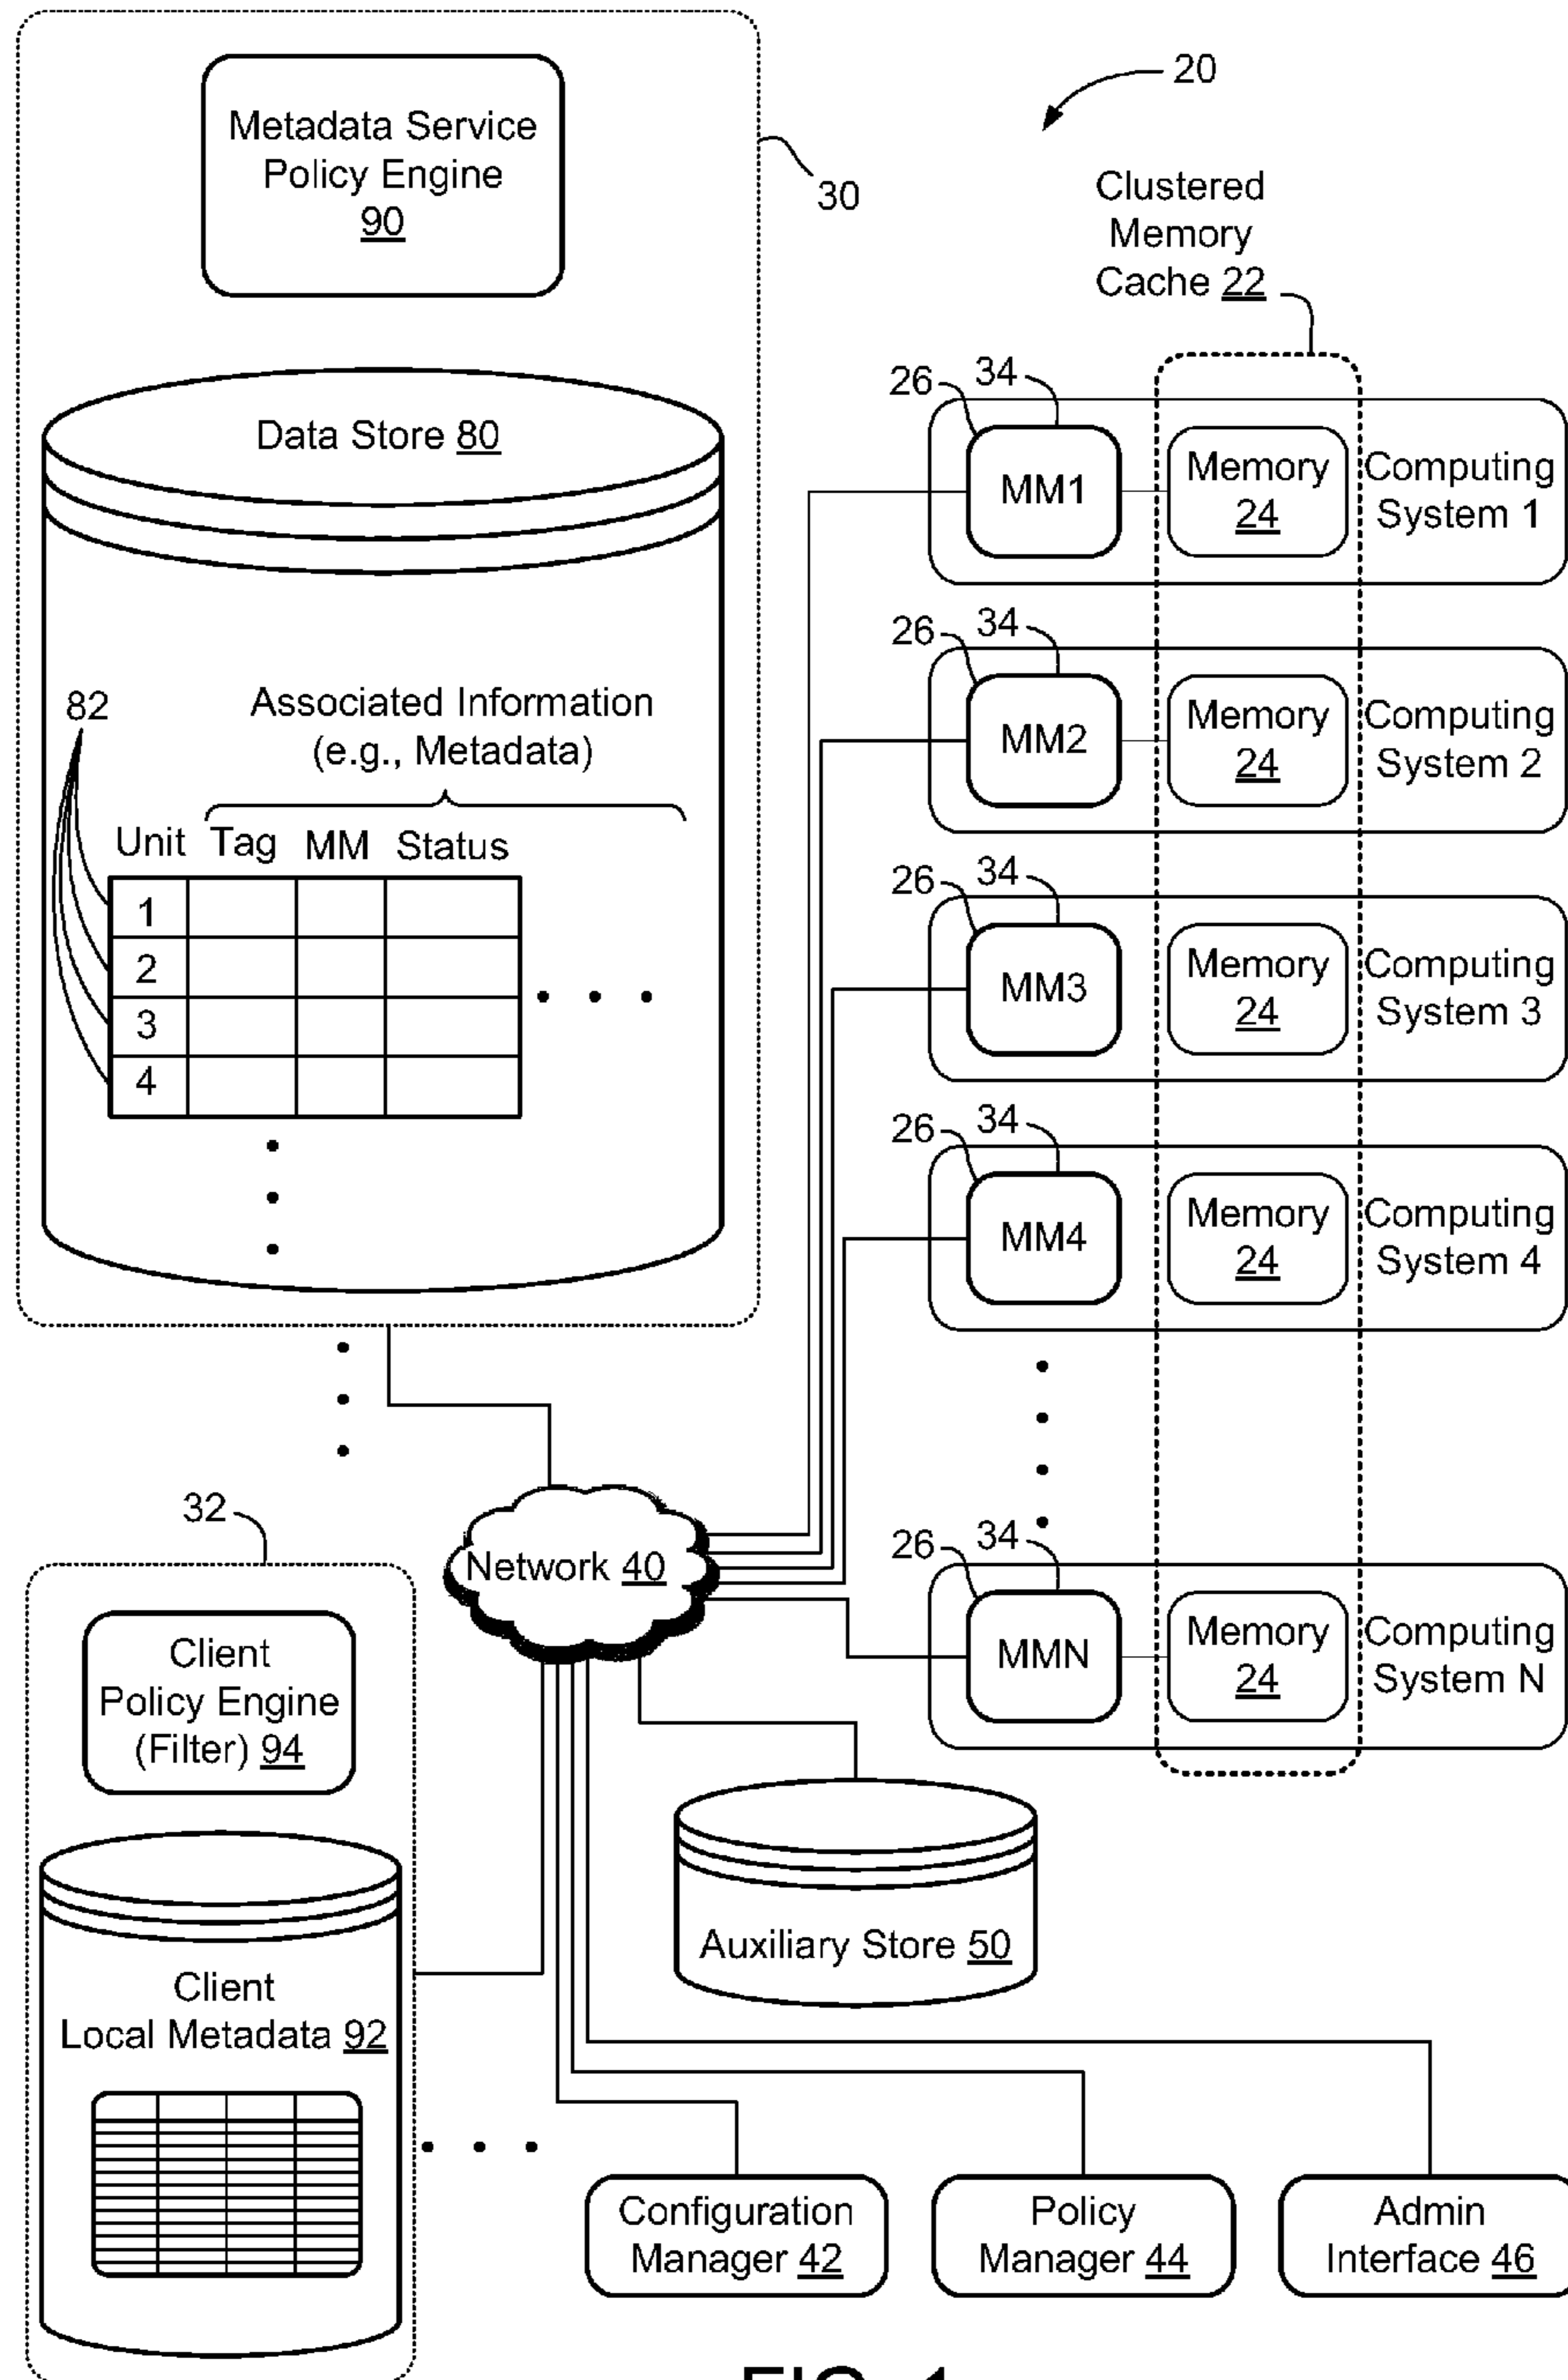 Metadata Service
Policy Engine
90
30
20
Clustered
Memory
Cache 22
Data Store 80
82
Associated Information
(e.g., Metadata)
Unit Tag MM Status
1
2
3
4
26 34
MM1
Memory
24
Computing
System 1
26 34
MM2
Memory
24
Computing
System 2
26 34
MM3
Memory
24
Computing
System 3
26 34
MM4
Memory
24
Computing
System 4
26 34
MMN
Memory
24
Computing
System N
Network 40
32
Client
Policy Engine
(Filter) 94
Client
Local Metadata 92
Auxiliary Store 50
Configuration
Manager 42
Policy
Manager 44
Admin
Interface 46
FIG. 1